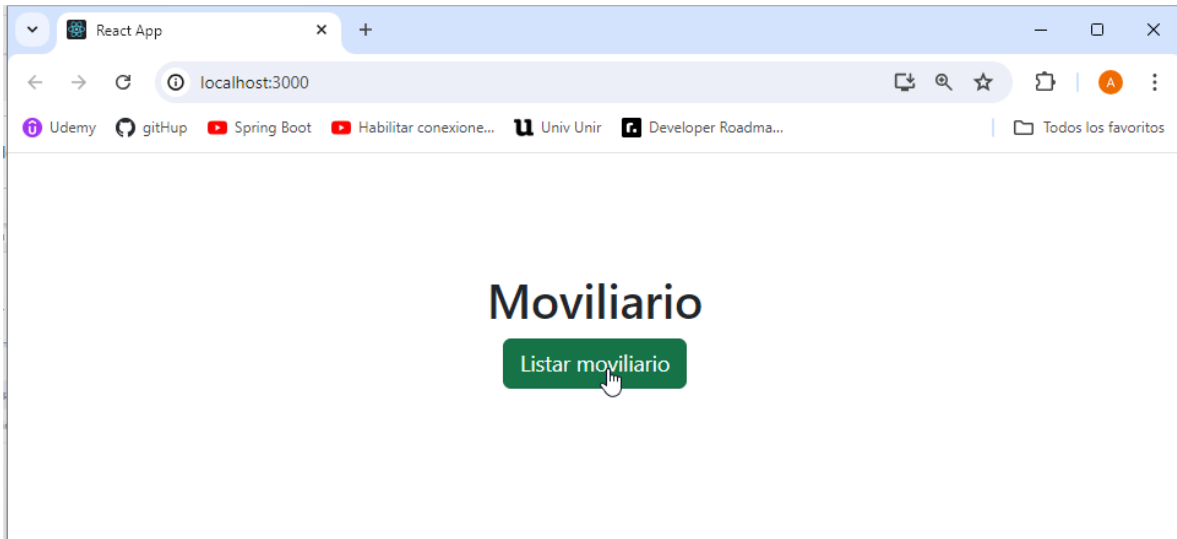 React App
localhost:3000
A
Udemy gitHup Spring Boot Habilitar conexione... Univ Unir Developer Roadma... Todos los favoritos
Moviliario
Listar moviliario